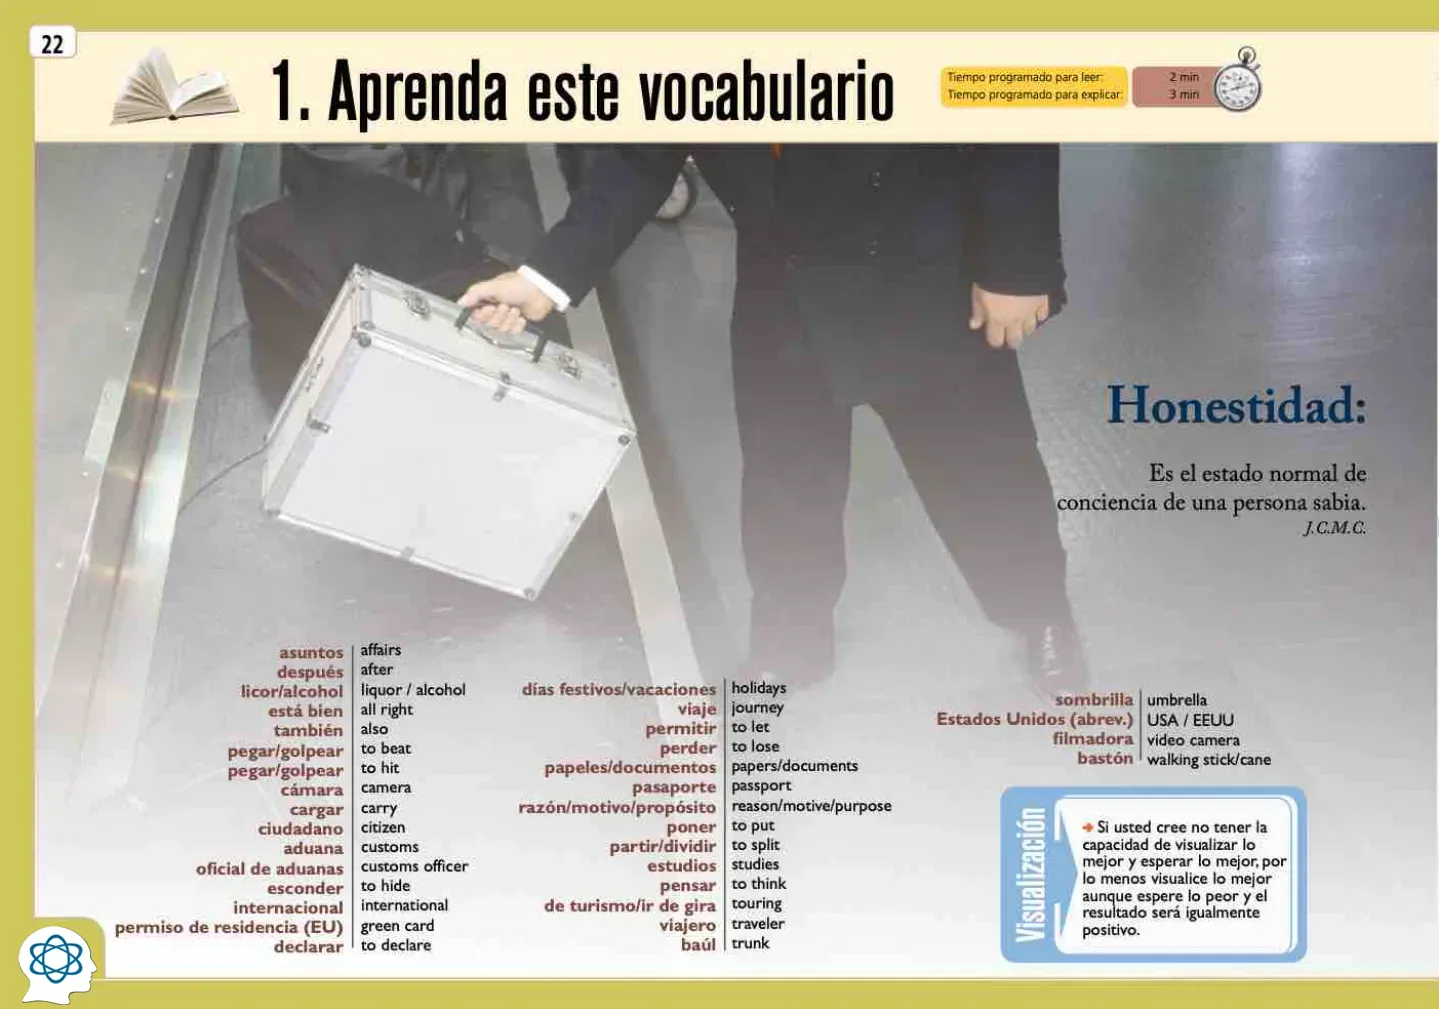 22
1. Aprenda este vocabulario
Tiempo programado para leer: 2 min
Tiempo programado para explicar: 3 min
Honestidad:
Es el estado normal de
conciencia de una persona sabia.
J.C.M.C.
asuntos affairs
después after
licor/alcohol liquor / alcohol
está bien all right
también also
pegar/golpear to beat
pegar/golpear to hit
cámara camera
cargar carry
ciudadano citizen
aduana customs
oficial de aduanas customs officer
esconder to hide
internacional international
permiso de residencia (EU) green card
declarar to declare
días festivos/vacaciones holidays
viaje journey
permitir to let
perder to lose
papeles/documentos papers/documents
pasaporte passport
razón/motivo/propósito reason/motive/purpose
poner to put
partir/dividir to split
estudios studies
pensar to think
de turismo/ir de gira touring
viajero traveler
baúl trunk
sombrilla umbrella
Estados Unidos (abrev.) USA / EEUU
filmadora video camera
bastón walking stick/cane
Visualización
Si usted cree no tener la
capacidad de visualizar lo
mejor y esperar lo mejor, por
lo menos visualice lo mejor
aunque espere lo peor y el
resultado será igualmente
positivo.